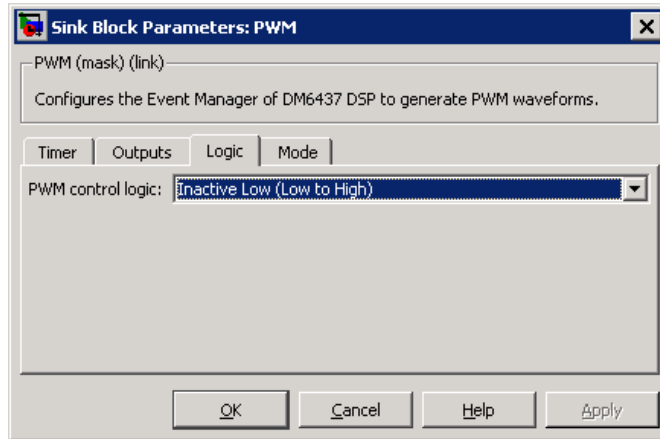 Sink Block Parameters: PWM
PWM (mask) (link)
Configures the Event Manager of DM6437 DSP to generate PWM waveforms.
Timer Outputs Logic Mode
PWM control logic: Inactive Low (Low to High)
OK Cancel Help Apply